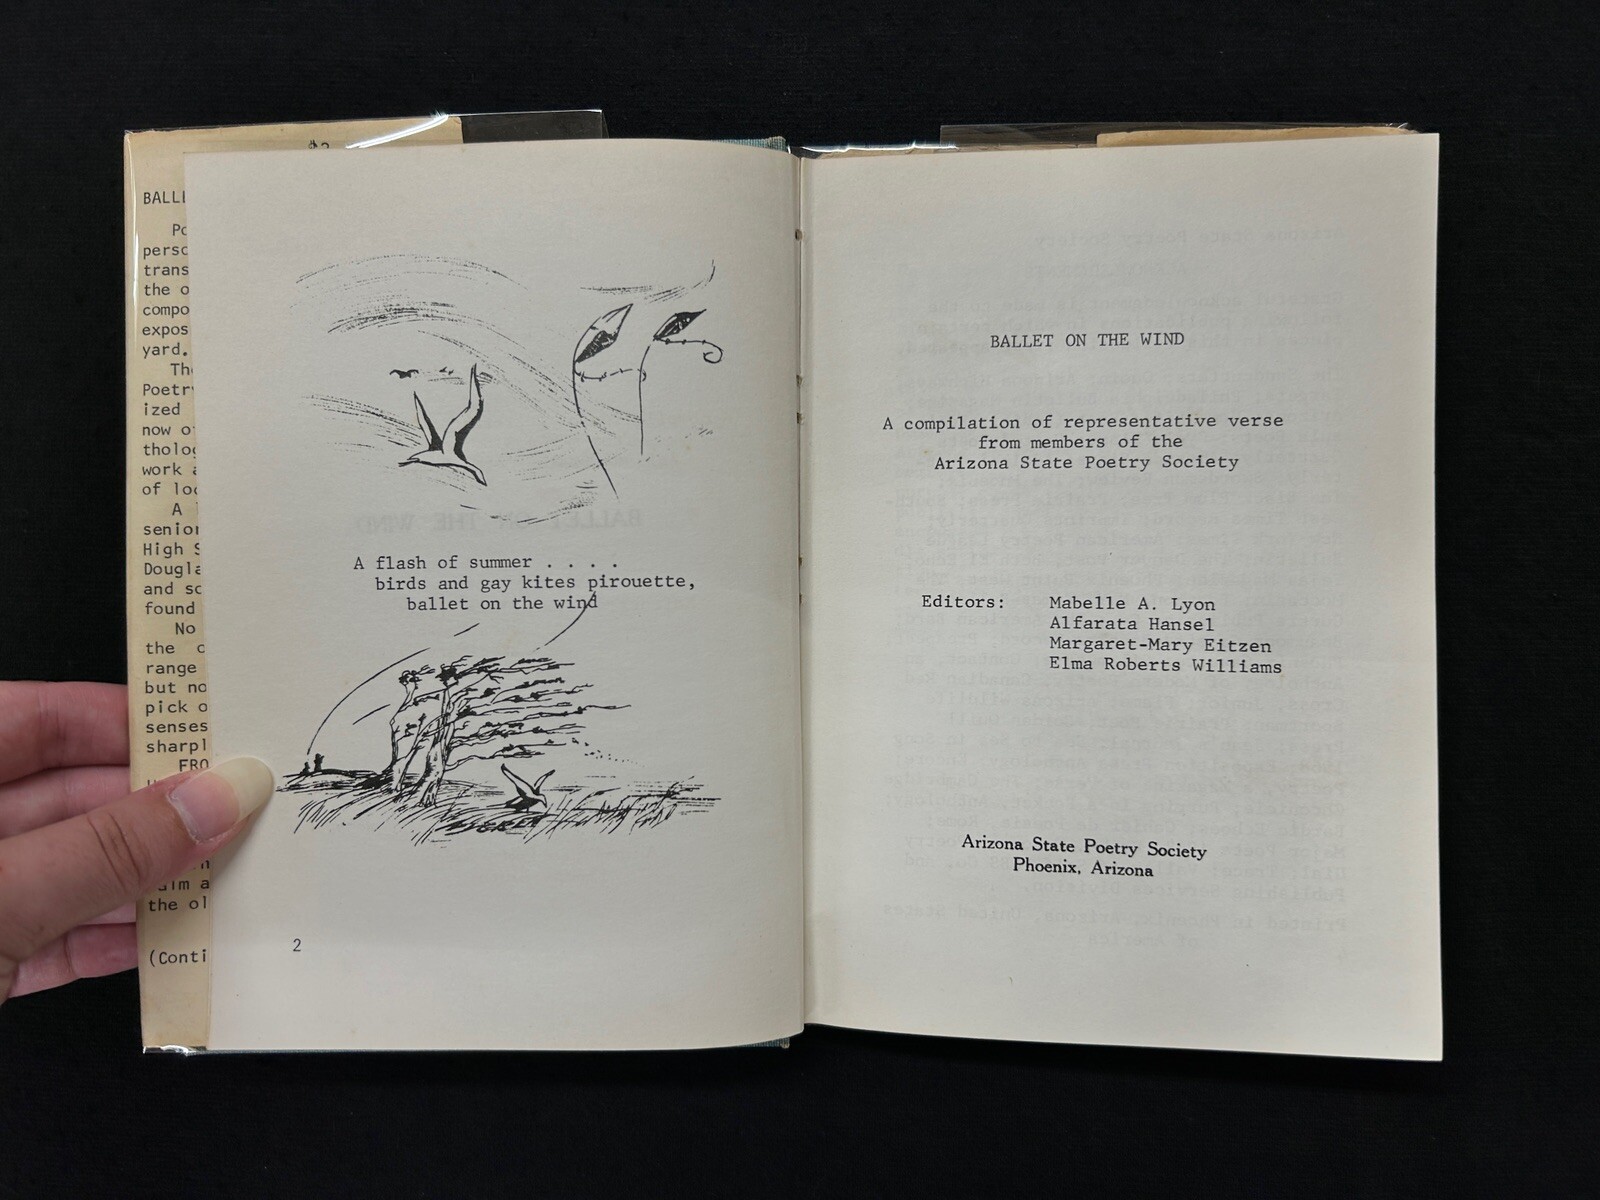 BALL
Po
perso
trans
the o
compo
expos
yard.
Th
Poetr
ized
now o
tholog
work a
of loc
A
senior
High S
Dougla
and sc
found
No
the c
range
but no
pick o
senses
sharpl
FRO
the ol
(Conti
A flash of summer . . . .
birds and gay kites pirouette,
ballet on the wind
2
BALLET ON THE WIND
A compilation of representative verse
from members of the
Arizona State Poetry Society
Editors: Mabelle A. Lyon
Alfarata Hansel
Margaret-Mary Eitzen
Elma Roberts Williams
Arizona State Poetry Society
Phoenix, Arizona